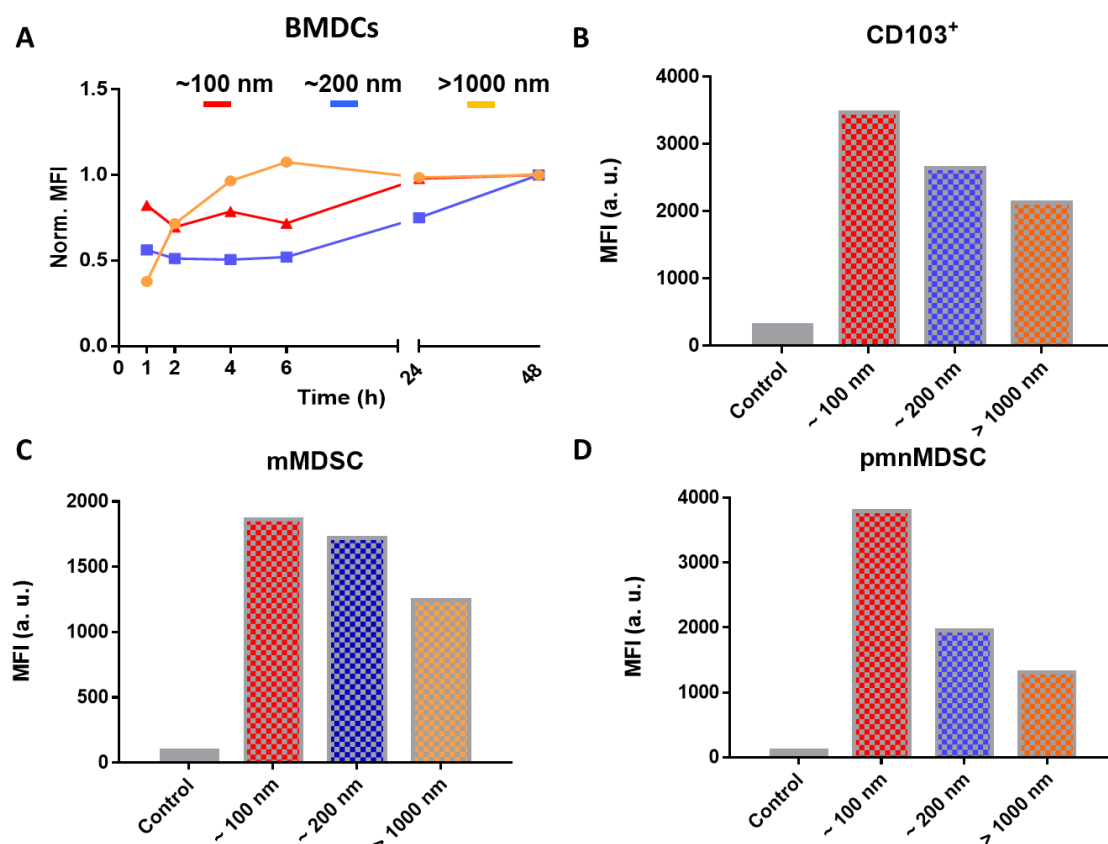 A
BMDCs
~100 nm ~200 nm >1000 nm
Norm. MFI
1.5
1.0
0.5
0.0
0 1 2 4 6 24 48
Time (h)
B
CD103⁺
MFI (a. u.)
4000
3000
2000
1000
0
Control ~ 100 nm ~ 200 nm > 1000 nm
C
mMDSC
MFI (a. u.)
2000
1500
1000
500
0
Control ~ 100 nm ~ 200 nm > 1000 nm
D
pmnMDSC
MFI (a. u.)
4000
3000
2000
1000
0
Control ~ 100 nm ~ 200 nm > 1000 nm